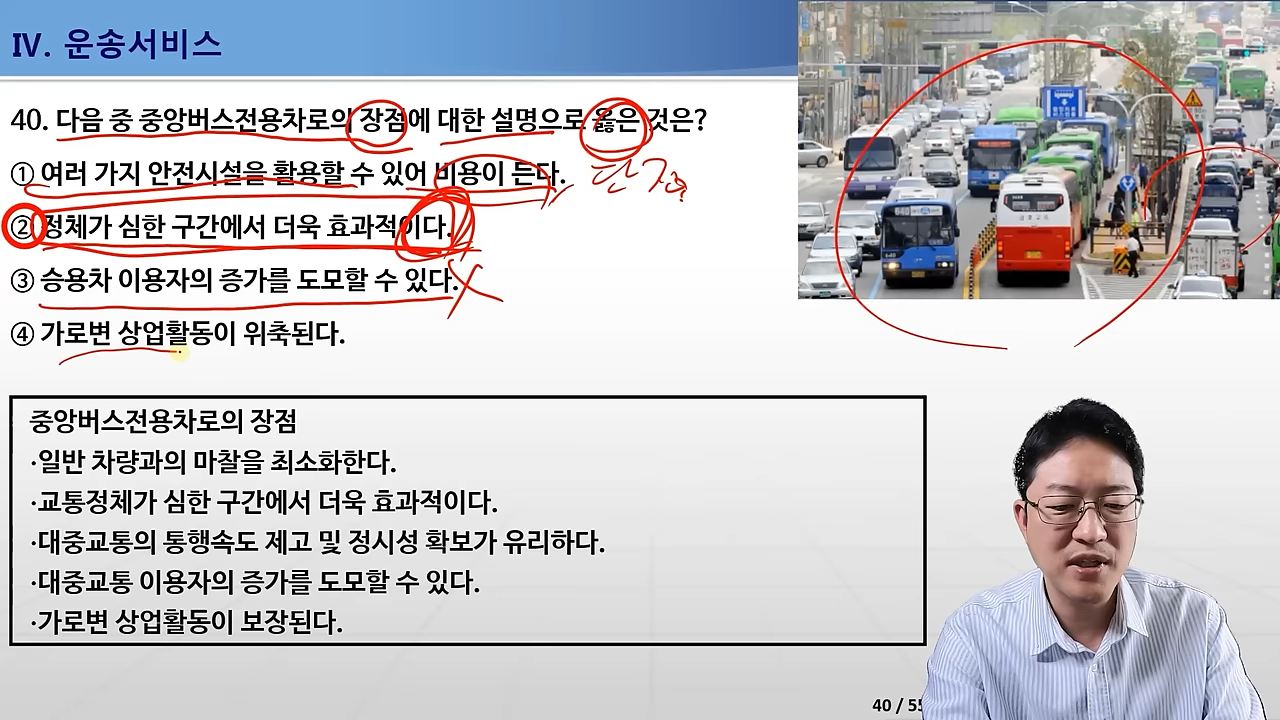 Ⅳ. 운송서비스
40. 다음 중 중앙버스전용차로의 장점에 대한 설명으로 옳은 것은?
① 여러 가지 안전시설을 활용할 수 있어 비용이 든다.
단점?
② 정체가 심한 구간에서 더욱 효과적이다.
③ 승용차 이용자의 증가를 도모할 수 있다.
④ 가로변 상업활동이 위축된다.
중앙버스전용차로의 장점
·일반 차량과의 마찰을 최소화한다.
·교통정체가 심한 구간에서 더욱 효과적이다.
·대중교통의 통행속도 제고 및 정시성 확보가 유리하다.
·대중교통 이용자의 증가를 도모할 수 있다.
·가로변 상업활동이 보장된다.
40 / 55
640